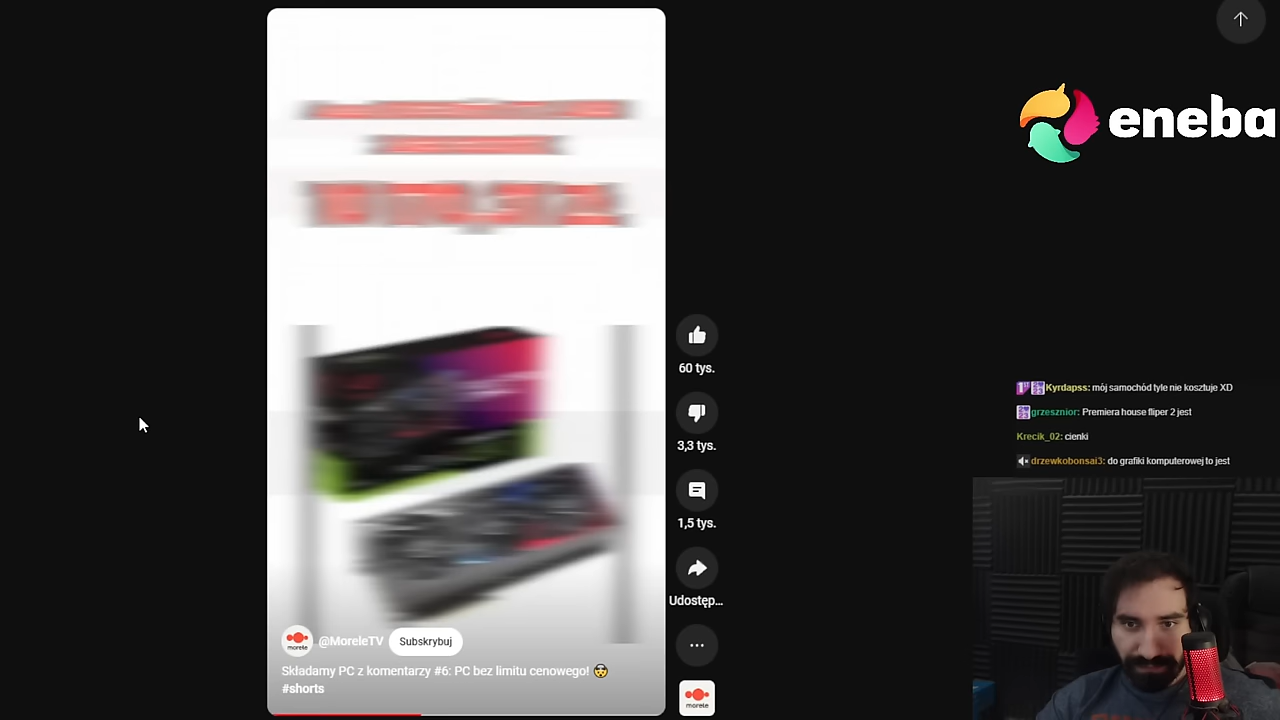 eneba
60 tys.
3,3 tys.
1,5 tys.
Udostęp...
morele
@MoreleTV
Subskrybuj
Składamy PC z komentarzy #6: PC bez limitu cenowego! 🤯
#shorts
morele
Kyrdapss: mój samochód tyle nie kosztuje XD
grzesznior: Premiera house fliper 2 jest
Krecik_02: cienki
drzewkobonsai3: do grafiki komputerowej to jest